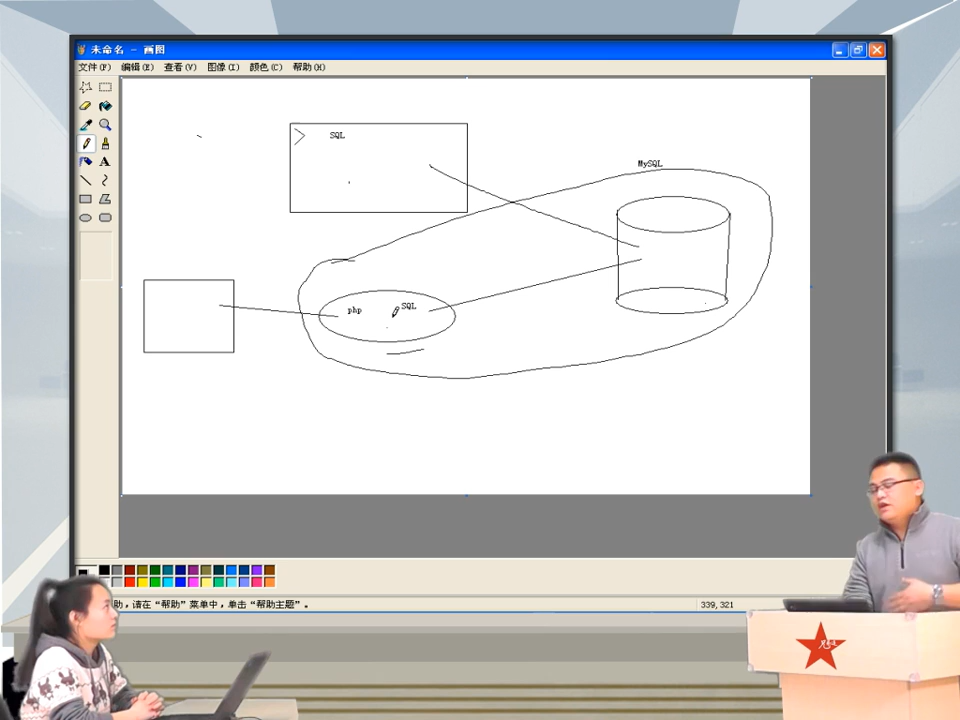 未命名 - 画图
文件(F) 编辑(E) 查看(V) 图像(I) 颜色(C) 帮助(H)
SQL
MySQL
php SQL
助,请在“帮助”菜单中,单击“帮助主题”。
339,321